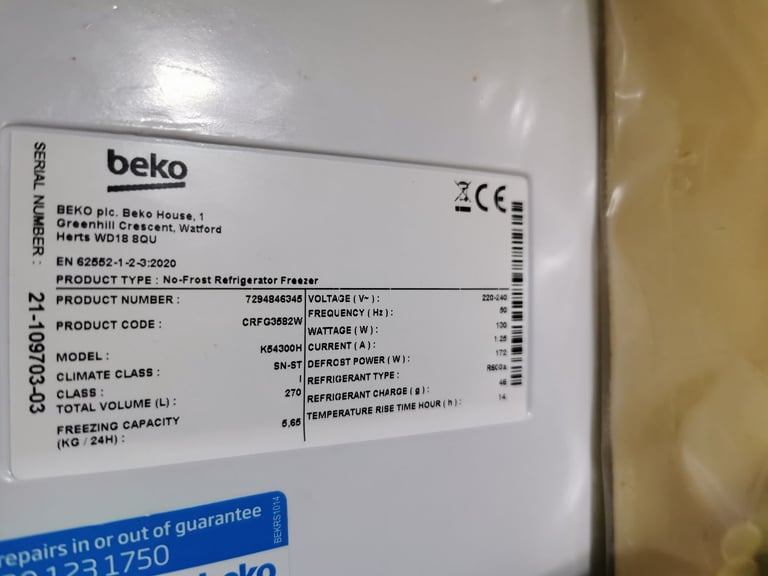 beko
BEKO plc. Beko House, 1
Greenhill Crescent, Watford
Herts WD18 8QU
EN 62552-1-2-3:2020
PRODUCT TYPE : No-Frost Refrigerator Freezer
PRODUCT NUMBER : 7294846345
PRODUCT CODE : CRFG3582W
MODEL : K54300H
CLIMATE CLASS : SN-ST
CLASS : I
TOTAL VOLUME (L) : 270
FREEZING CAPACITY 5,65
(KG / 24H) :
VOLTAGE ( V~ ) : 220-240
FREQUENCY ( Hz ) : 50
WATTAGE ( W ) : 130
CURRENT ( A ) : 1.25
DEFROST POWER ( W ) : 172
REFRIGERANT TYPE : R600a
REFRIGERANT CHARGE ( g ) : 46
TEMPERATURE RISE TIME HOUR ( h ) : 14
CE
SERIAL NUMBER : 21-109703-03
repairs in or out of guarantee
123 1750
beko
BEKRS1014